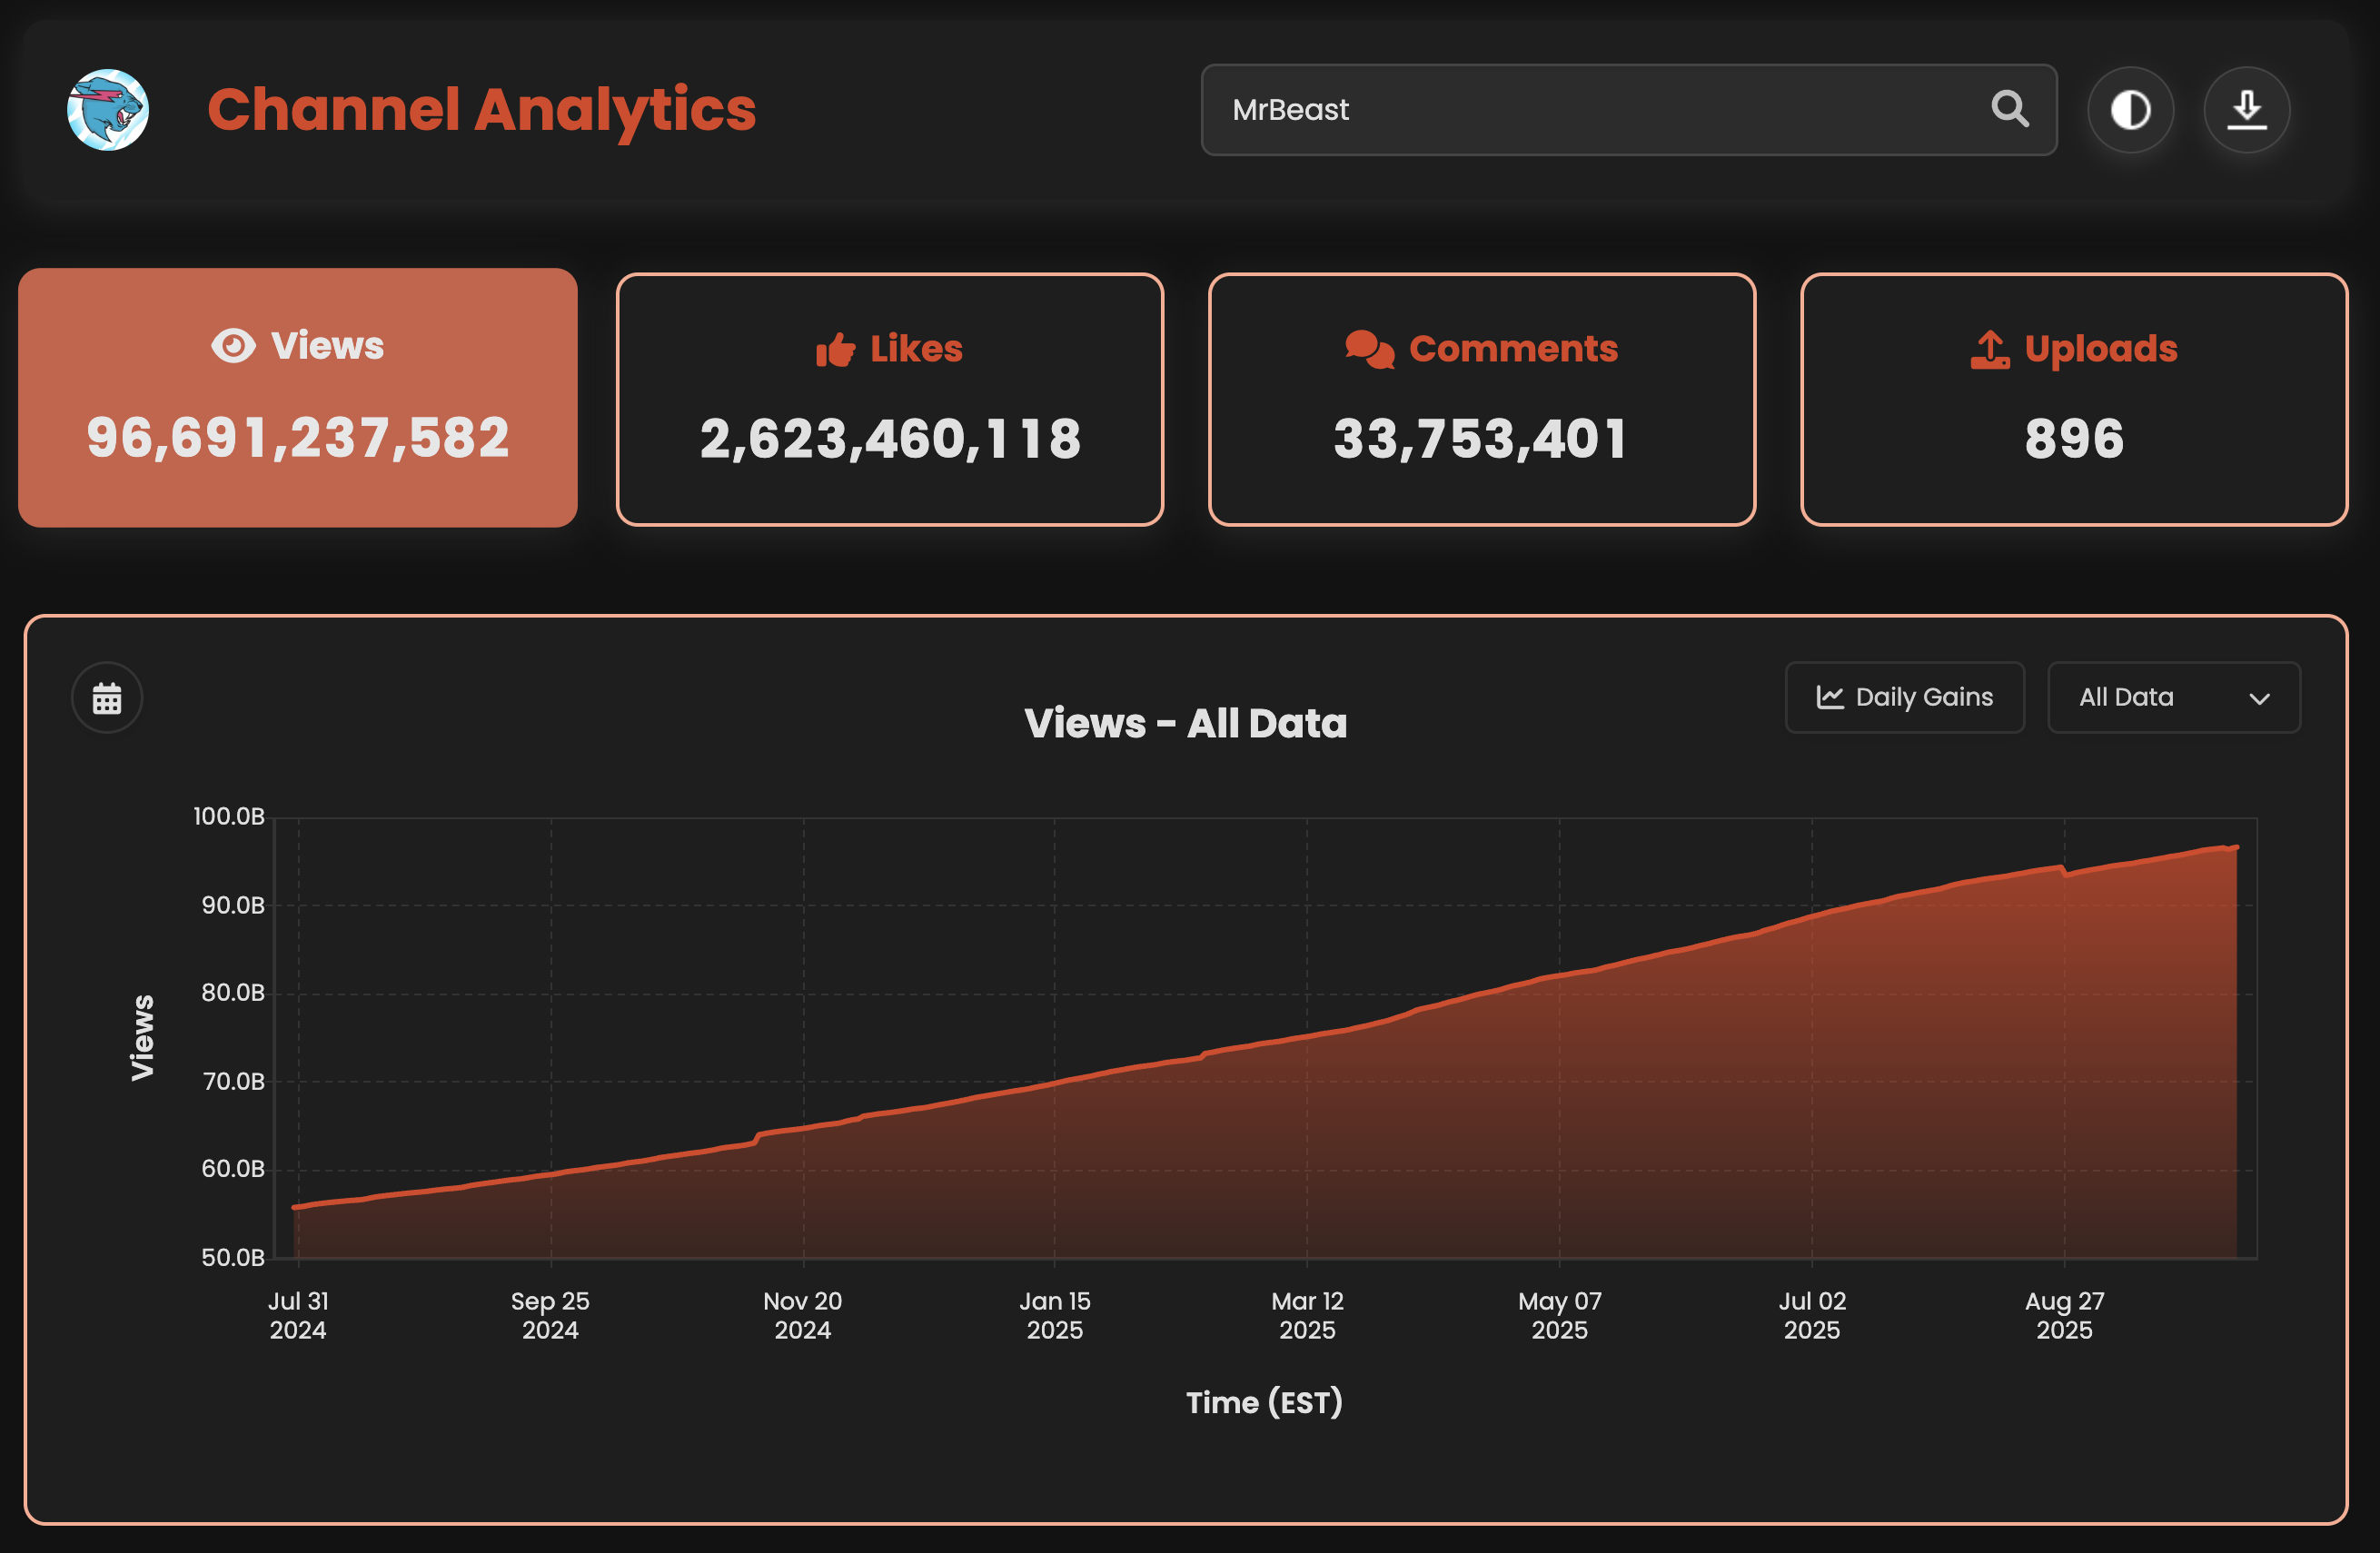 Channel Analytics
MrBeast
Views
96,691,237,582
Likes
2,623,460,118
Comments
33,753,401
Uploads
896
Views - All Data
Daily Gains
All Data
Views
100.0B
90.0B
80.0B
70.0B
60.0B
50.0B
Jul 31
2024
Sep 25
2024
Nov 20
2024
Jan 15
2025
Mar 12
2025
May 07
2025
Jul 02
2025
Aug 27
2025
Time (EST)